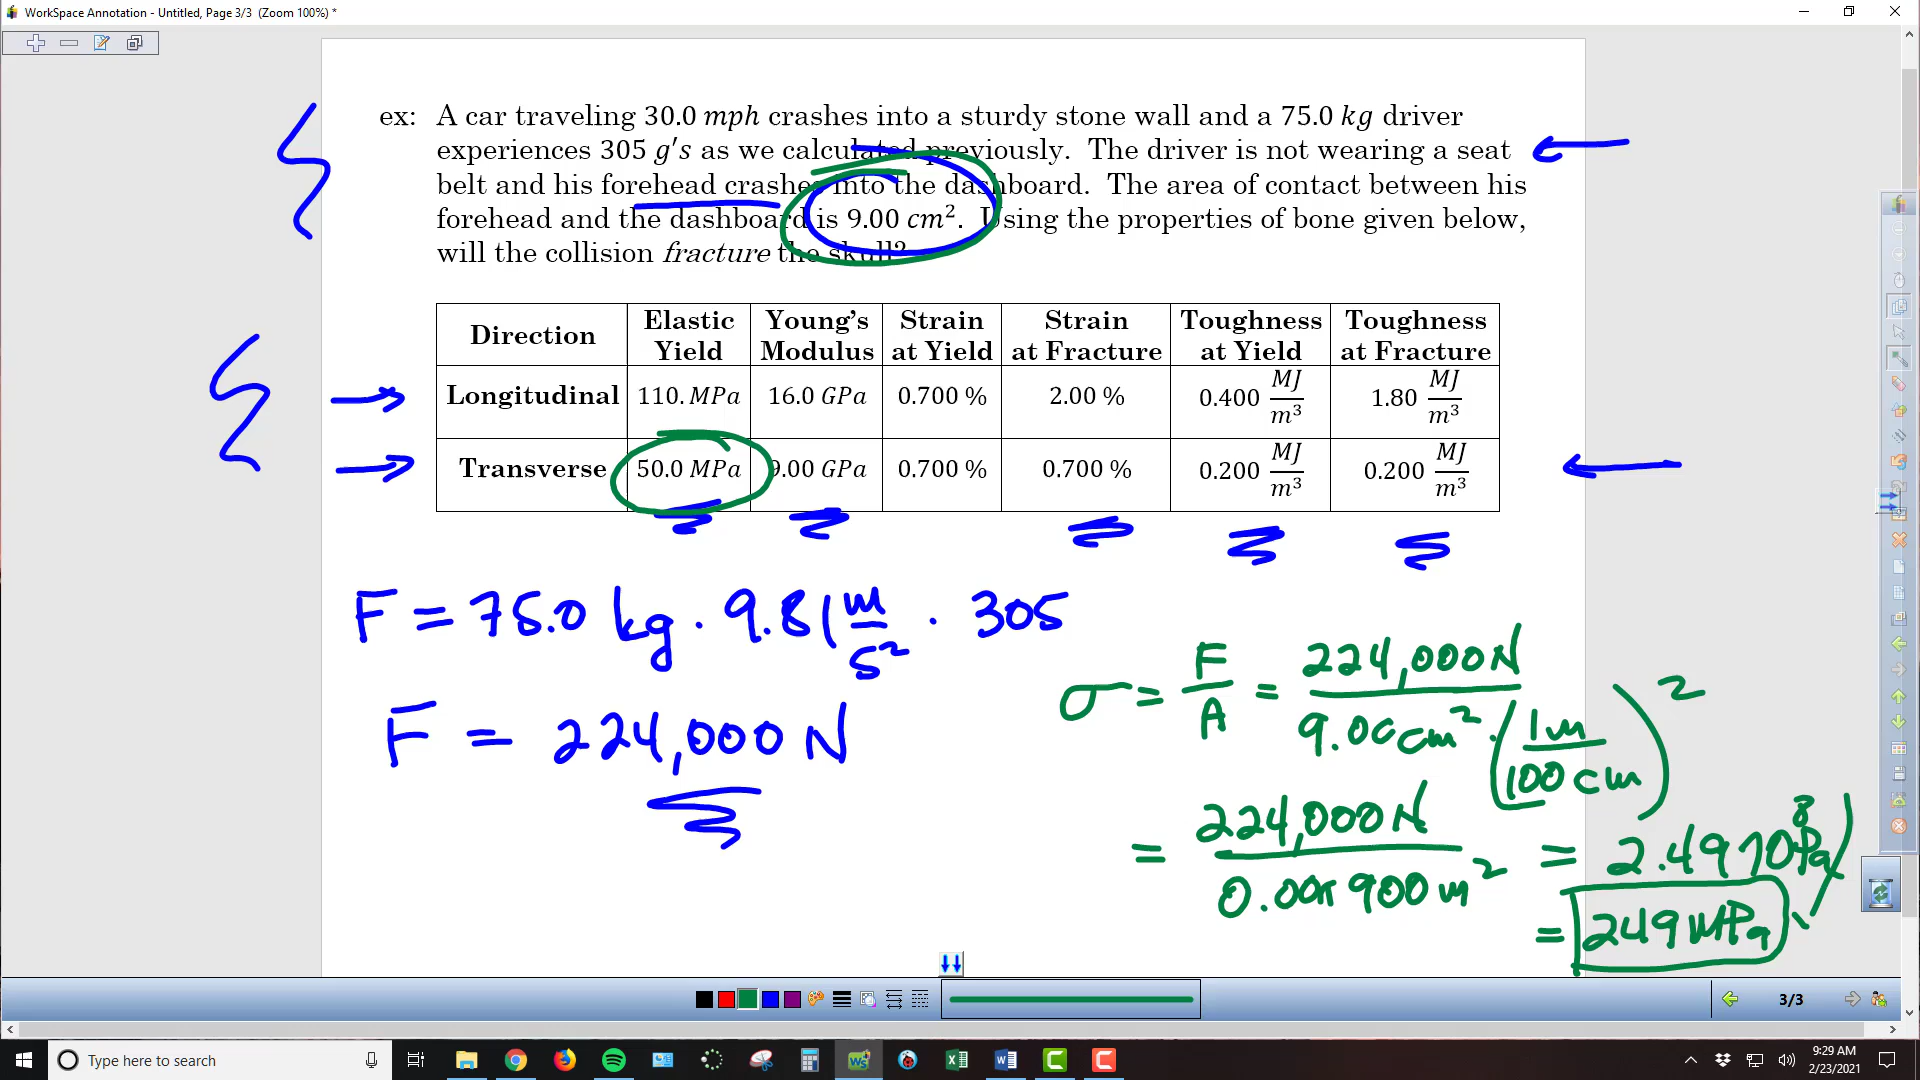 WorkSpace Annotation - Untitled, Page 3/3 (Zoom 100%) *
ex: A car traveling 30.0 mph crashes into a sturdy stone wall and a 75.0 kg driver
experiences 305 g's as we calculated previously. The driver is not wearing a seat
belt and his forehead crashes into the dashboard. The area of contact between his
forehead and the dashboard is 9.00 cm². Using the properties of bone given below,
will the collision fracture the skull?
Direction Elastic Yield Young's Modulus Strain at Yield Strain at Fracture Toughness at Yield Toughness at Fracture
Longitudinal 110. MPa 16.0 GPa 0.700 % 2.00 % 0.400 MJ/m³ 1.80 MJ/m³
Transverse 50.0 MPa 9.00 GPa 0.700 % 0.700 % 0.200 MJ/m³ 0.200 MJ/m³
F = 75.0 kg · 9.81 m/s² · 305
F = 224,000 N
σ = F/A = 224,000 N / 9.00 cm² · (1m/100cm)²
= 224,000 N / 0.000900 m² = 2.49 10⁸ Pa
= 249 MPa
3/3
Type here to search
9:29 AM
2/23/2021